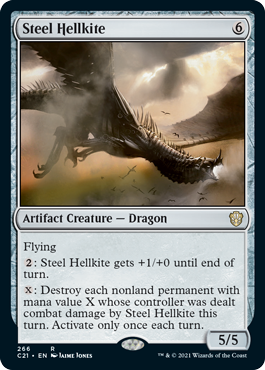 Steel Hellkite 6
Artifact Creature — Dragon
Flying
2: Steel Hellkite gets +1/+0 until end of
turn.
X: Destroy each nonland permanent with
mana value X whose controller was dealt
combat damage by Steel Hellkite this
turn. Activate only once each turn.
5/5
266 R
C21 • EN Jaime Jones ™ & © 2021 Wizards of the Coast